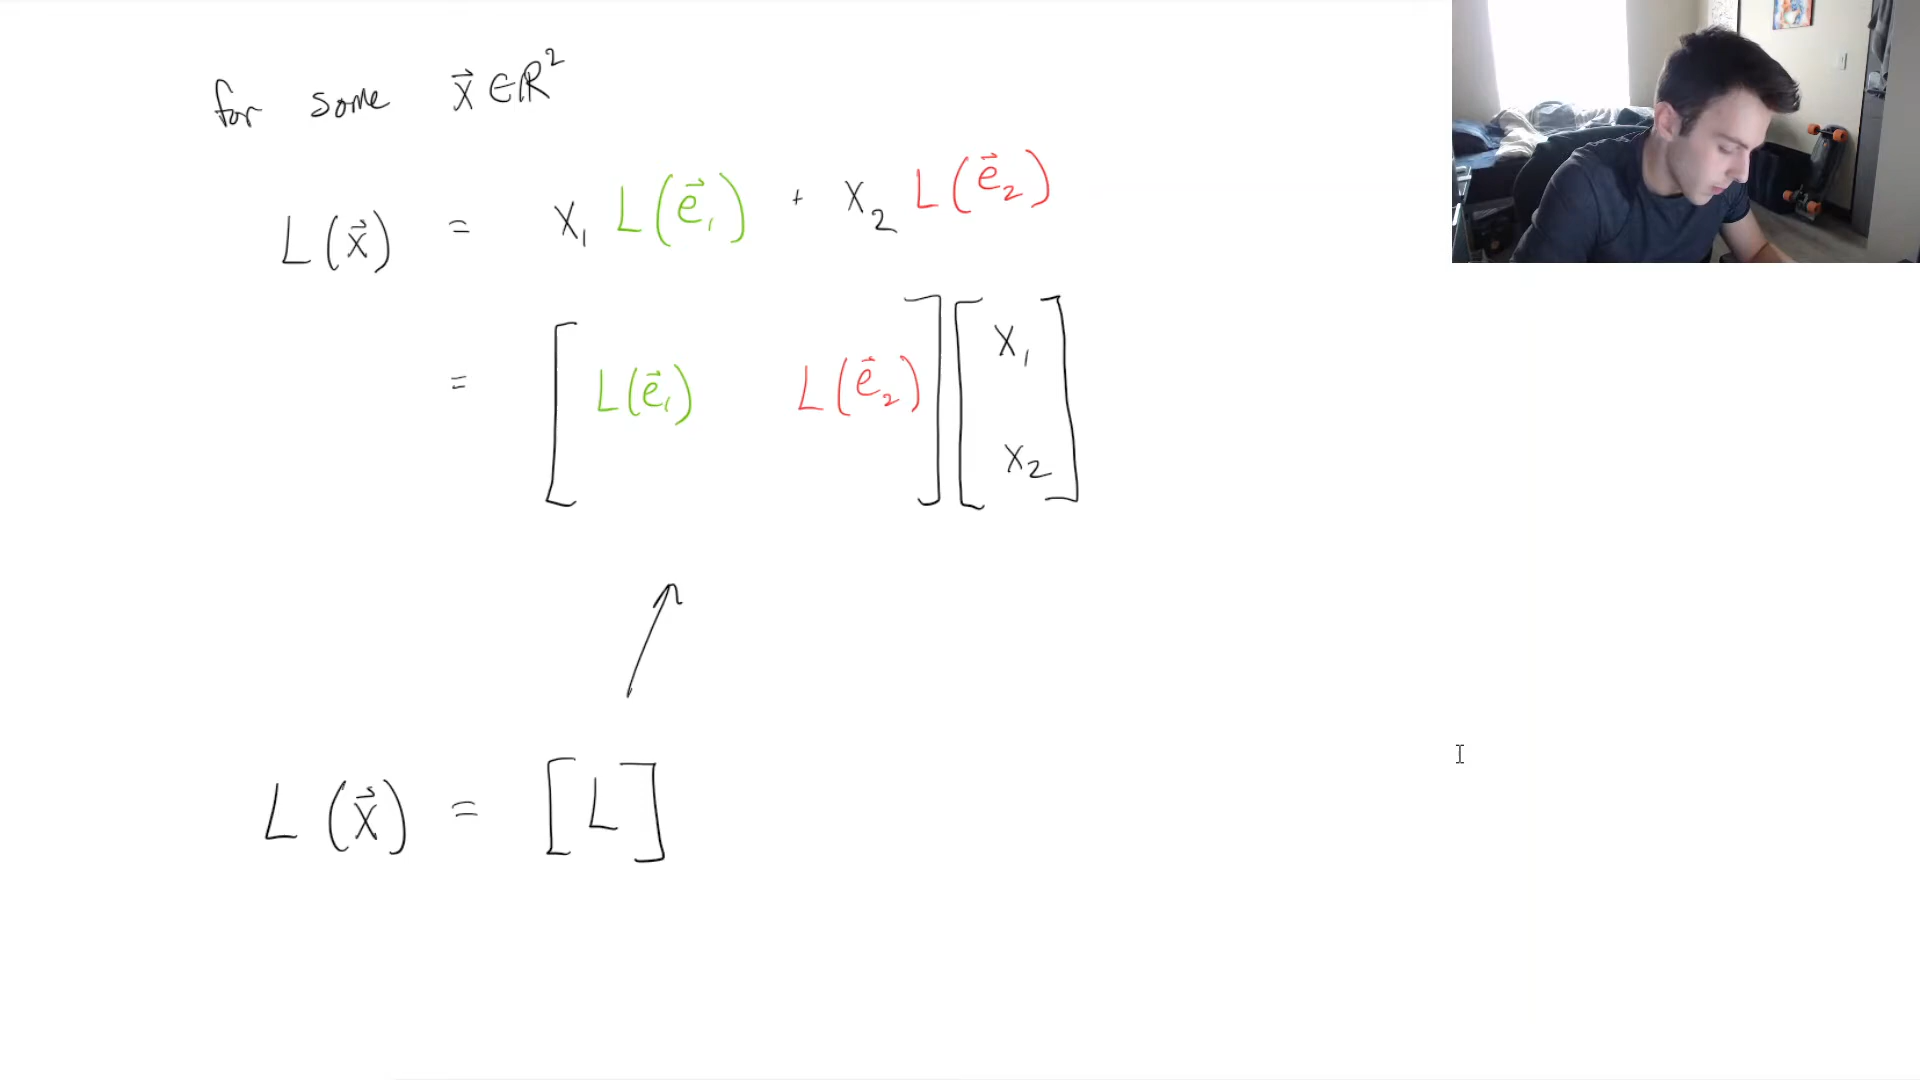 for some x⃗ ∈ ℝ²
L(x⃗) = x₁ L(e⃗₁) + x₂ L(e⃗₂)
= [ L(e⃗₁) L(e⃗₂) ] [ x₁ x₂ ]
L(x⃗) = [L]